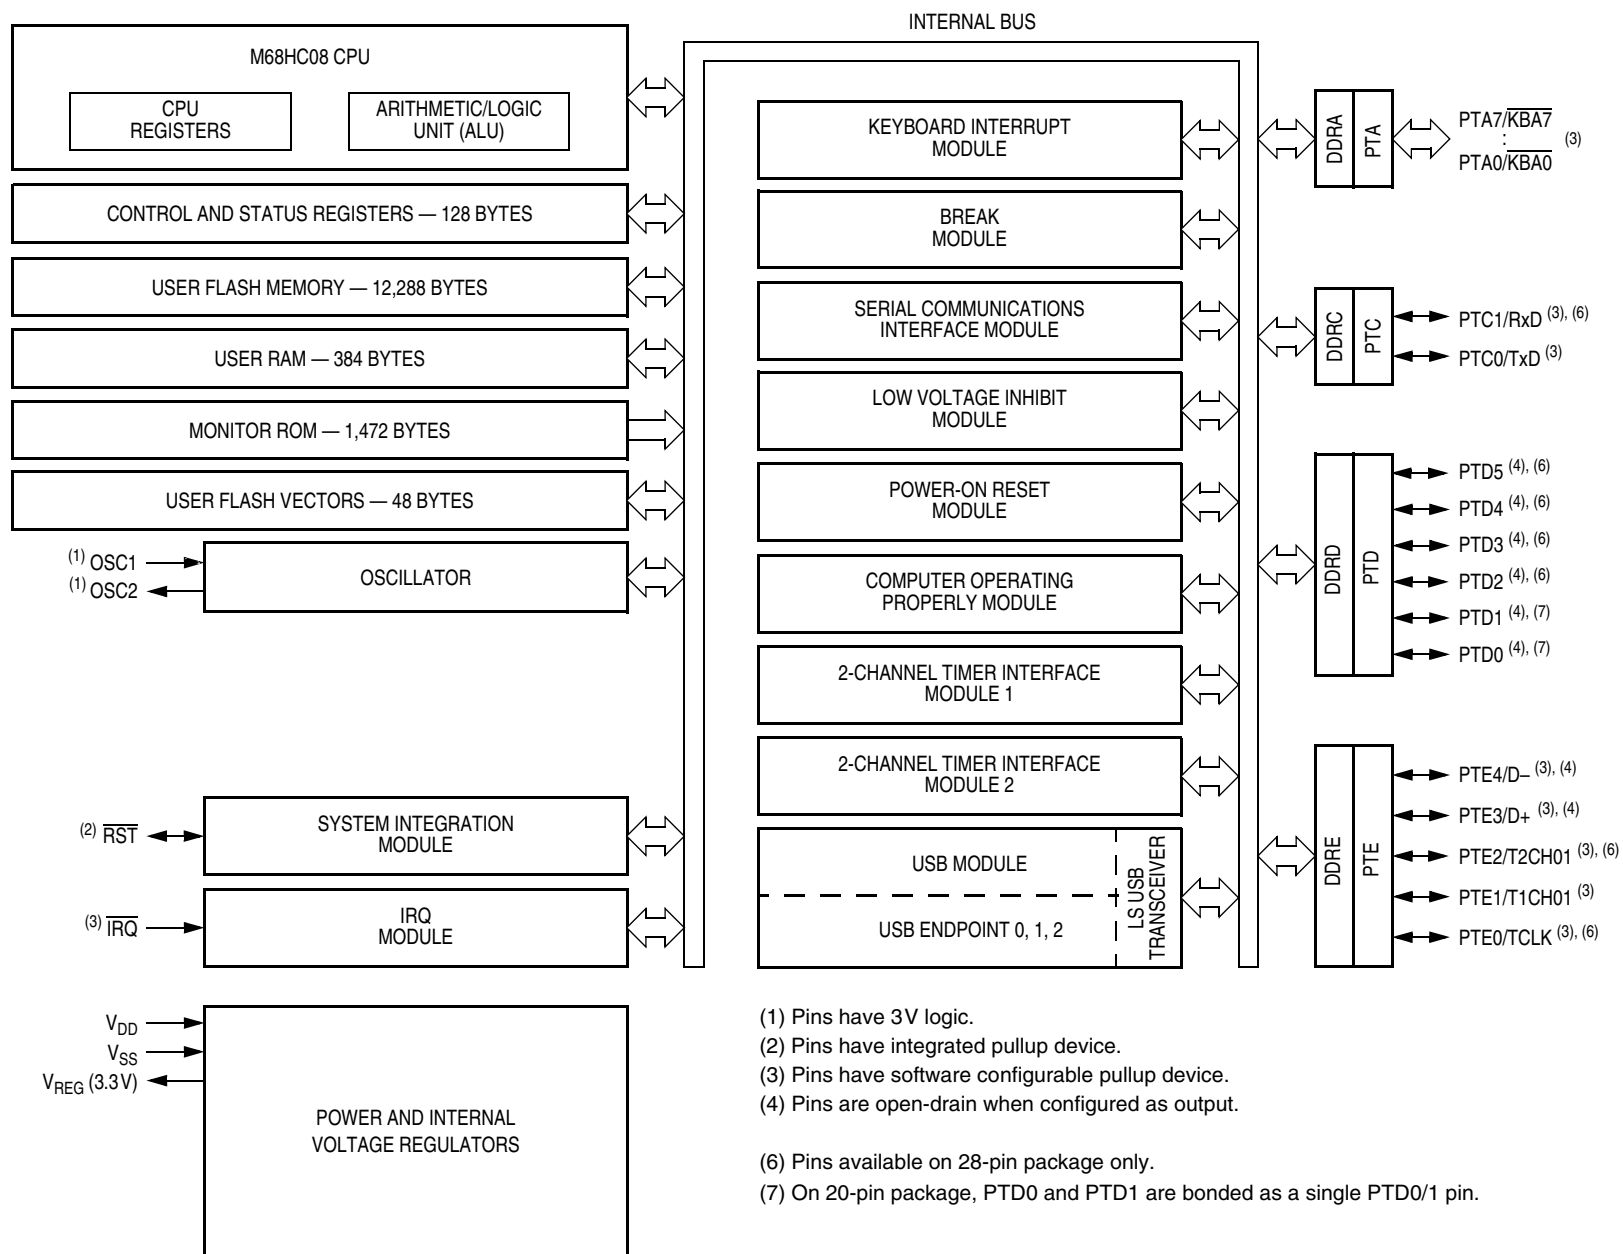 INTERNAL BUS
M68HC08 CPU
CPU
REGISTERS
ARITHMETIC/LOGIC
UNIT (ALU)
CONTROL AND STATUS REGISTERS — 128 BYTES
USER FLASH MEMORY — 12,288 BYTES
USER RAM — 384 BYTES
MONITOR ROM — 1,472 BYTES
USER FLASH VECTORS — 48 BYTES
(1) OSC1
(1) OSC2
OSCILLATOR
(2) RST
SYSTEM INTEGRATION
MODULE
(3) IRQ
IRQ
MODULE
VDD
VSS
VREG (3.3 V)
POWER AND INTERNAL
VOLTAGE REGULATORS
KEYBOARD INTERRUPT
MODULE
BREAK
MODULE
SERIAL COMMUNICATIONS
INTERFACE MODULE
LOW VOLTAGE INHIBIT
MODULE
POWER-ON RESET
MODULE
COMPUTER OPERATING
PROPERLY MODULE
2-CHANNEL TIMER INTERFACE
MODULE 1
2-CHANNEL TIMER INTERFACE
MODULE 2
USB MODULE
USB ENDPOINT 0, 1, 2
LS USB
TRANSCEIVER
DDRA
PTA
PTA7/KBA7
:
(3)
PTA0/KBA0
DDRC
PTC
PTC1/RxD (3), (6)
PTC0/TxD (3)
DDRD
PTD
PTD5 (4), (6)
PTD4 (4), (6)
PTD3 (4), (6)
PTD2 (4), (6)
PTD1 (4), (7)
PTD0 (4), (7)
DDRE
PTE
PTE4/D– (3), (4)
PTE3/D+ (3), (4)
PTE2/T2CH01 (3), (6)
PTE1/T1CH01 (3)
PTE0/TCLK (3), (6)
(1) Pins have 3 V logic.
(2) Pins have integrated pullup device.
(3) Pins have software configurable pullup device.
(4) Pins are open-drain when configured as output.
(6) Pins available on 28-pin package only.
(7) On 20-pin package, PTD0 and PTD1 are bonded as a single PTD0/1 pin.